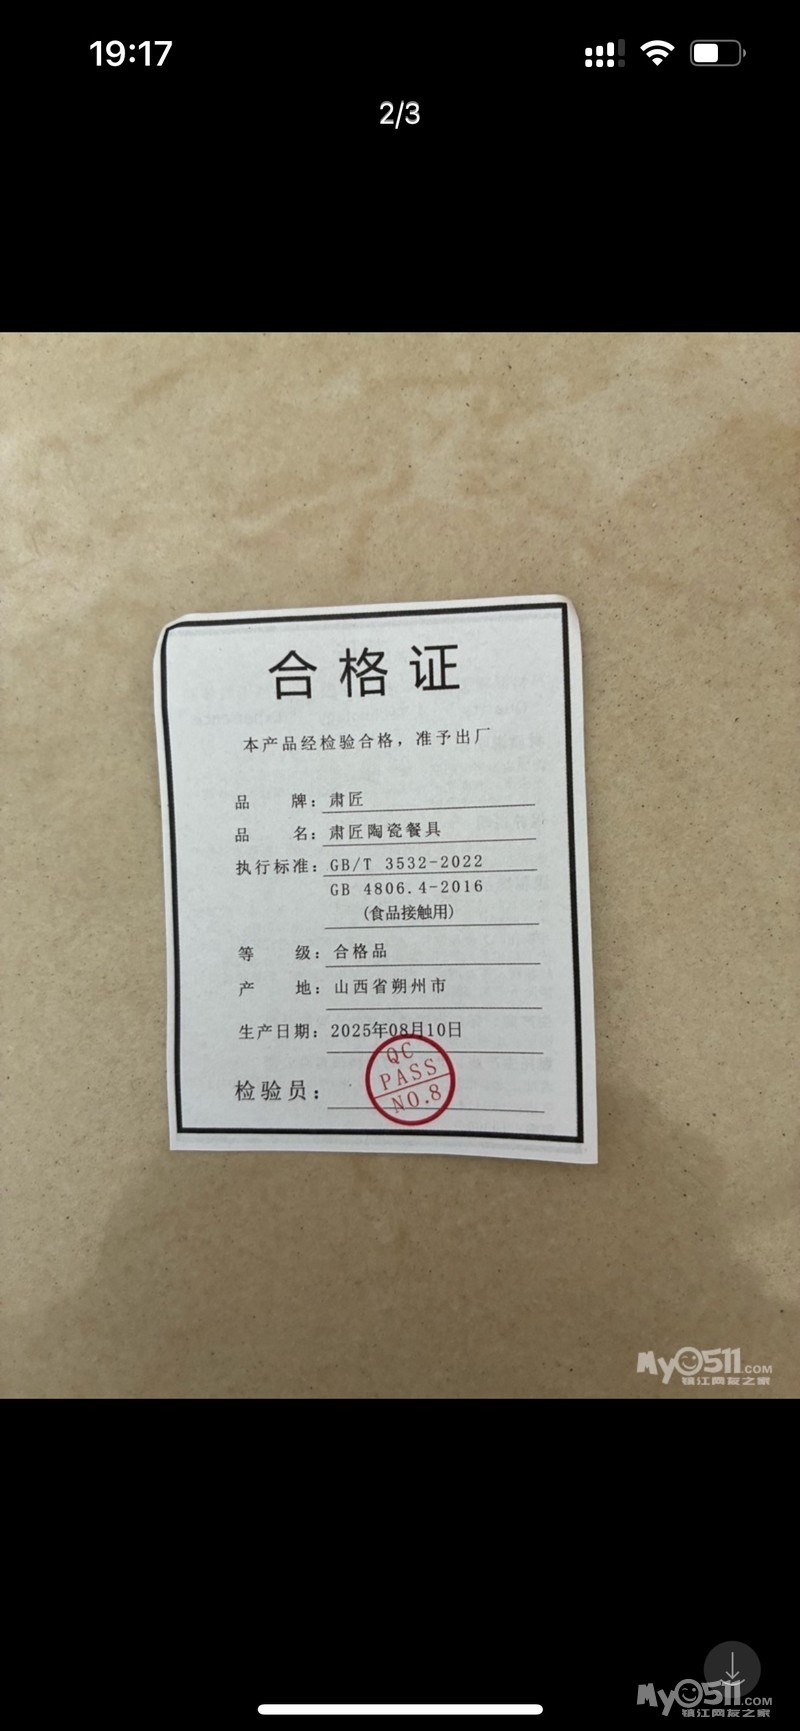 19:17
2/3
合格证
本产品经检验合格，准予出厂
品 牌：肃匠
品 名：肃匠陶瓷餐具
执行标准：GB/T 3532-2022
GB 4806.4-2016
(食品接触用)
等 级：合格品
产 地：山西省朔州市
生产日期：2025年08月10日
检验员：
QC
PASS
NO.8
My0511.COM
镇江网友之家
My0511.COM
镇江网友之家